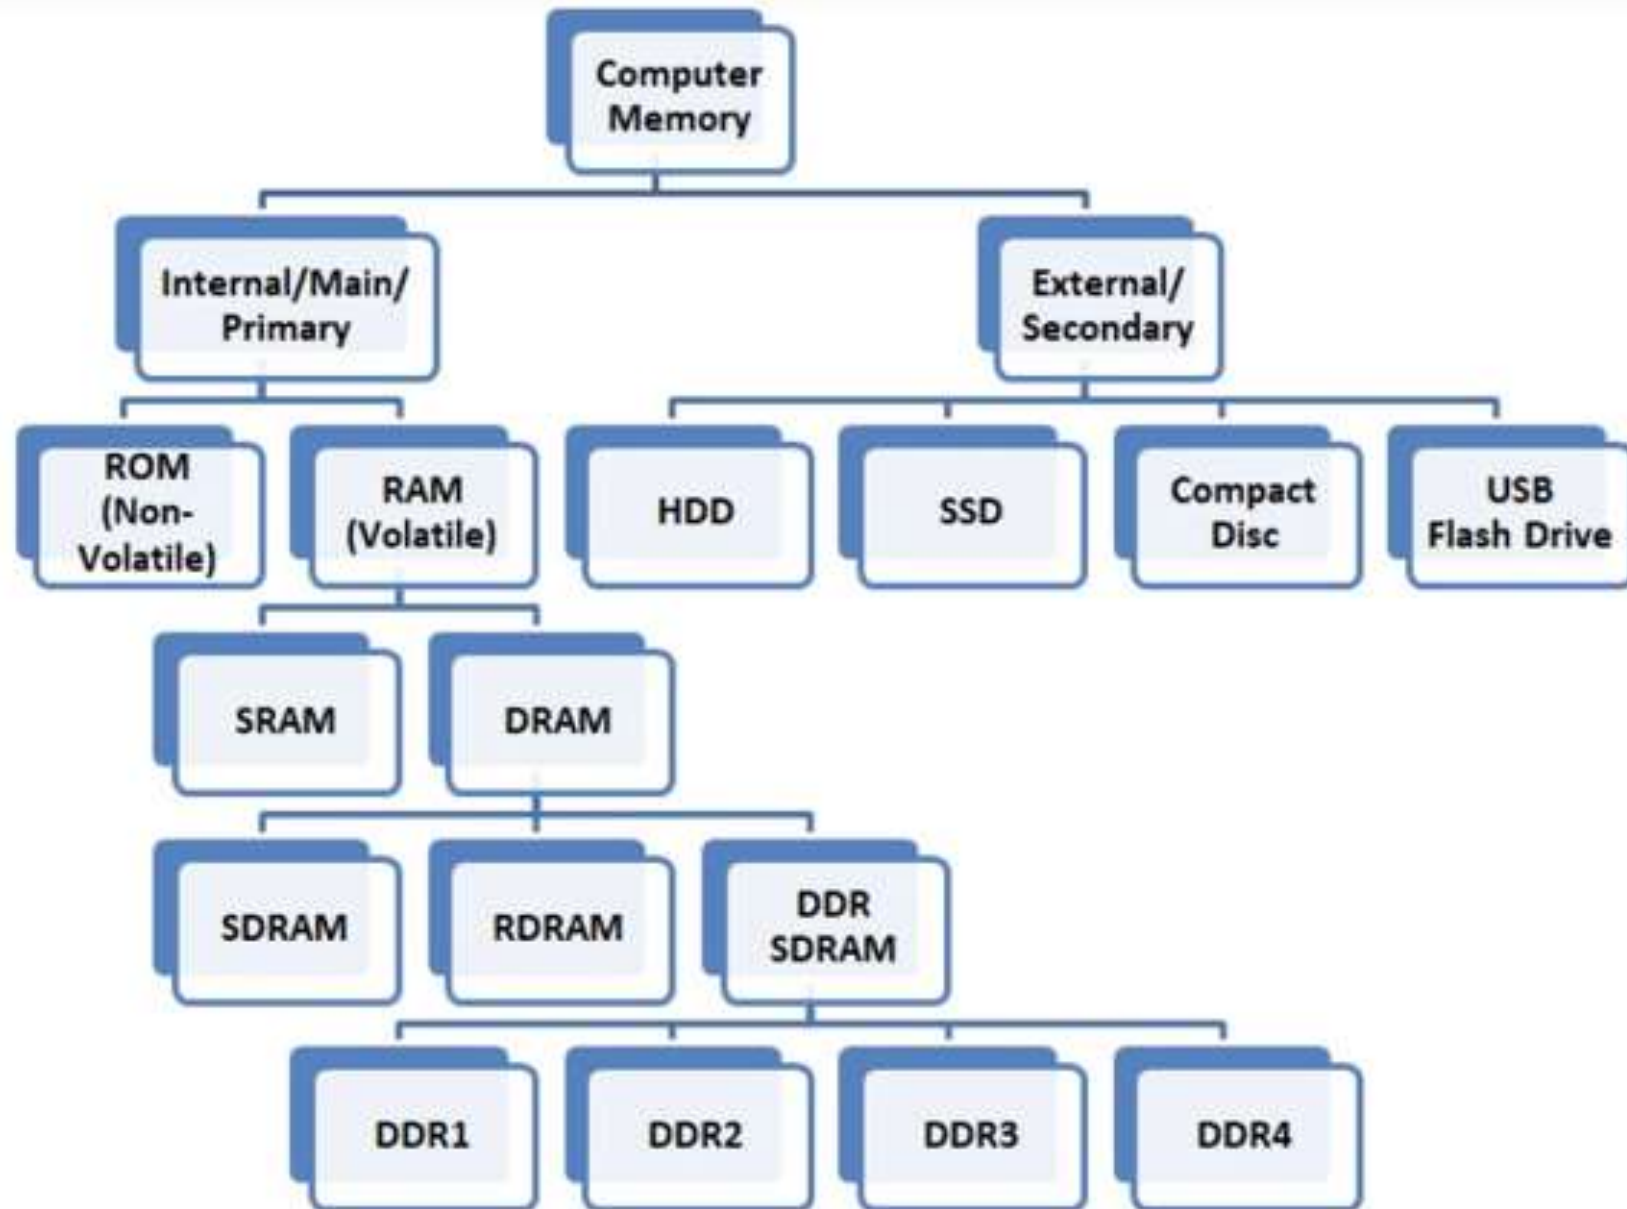 Computer
Memory
Internal/Main/
Primary
External/
Secondary
ROM
(Non-
Volatile)
RAM
(Volatile)
HDD
SSD
Compact
Disc
USB
Flash Drive
SRAM
DRAM
SDRAM
RDRAM
DDR
SDRAM
DDR1
DDR2
DDR3
DDR4